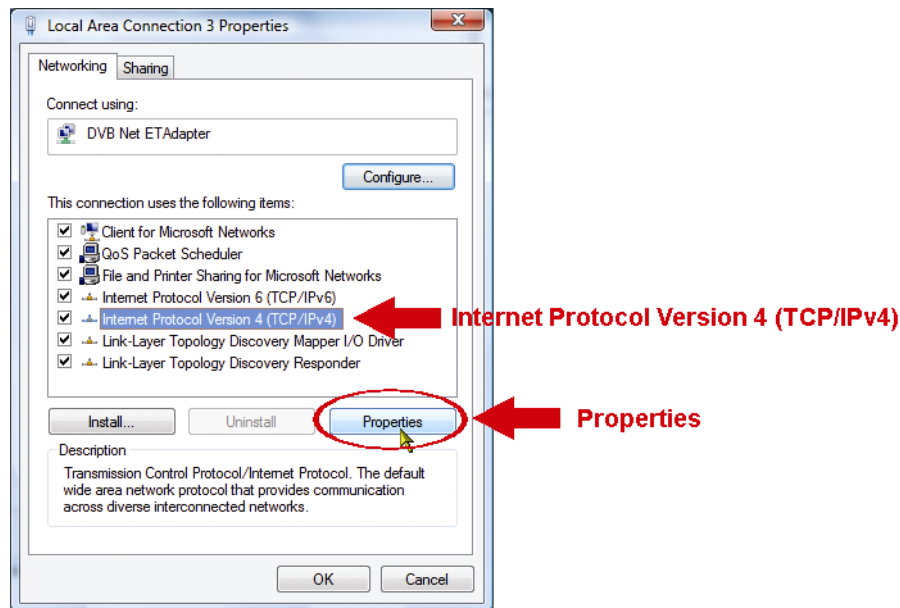 Local Area Connection 3 Properties
Networking
Sharing
Connect using:
DVB Net ETAdapter
Configure...
This connection uses the following items:
Client for Microsoft Networks
QoS Packet Scheduler
File and Printer Sharing for Microsoft Networks
Internet Protocol Version 6 (TCP/IPv6)
Internet Protocol Version 4 (TCP/IPv4)
Internet Protocol Version 4 (TCP/IPv4)
Link-Layer Topology Discovery Mapper I/O Driver
Link-Layer Topology Discovery Responder
Install...
Uninstall
Properties
Properties
Description
Transmission Control Protocol/Internet Protocol. The default
wide area network protocol that provides communication
across diverse interconnected networks.
OK
Cancel